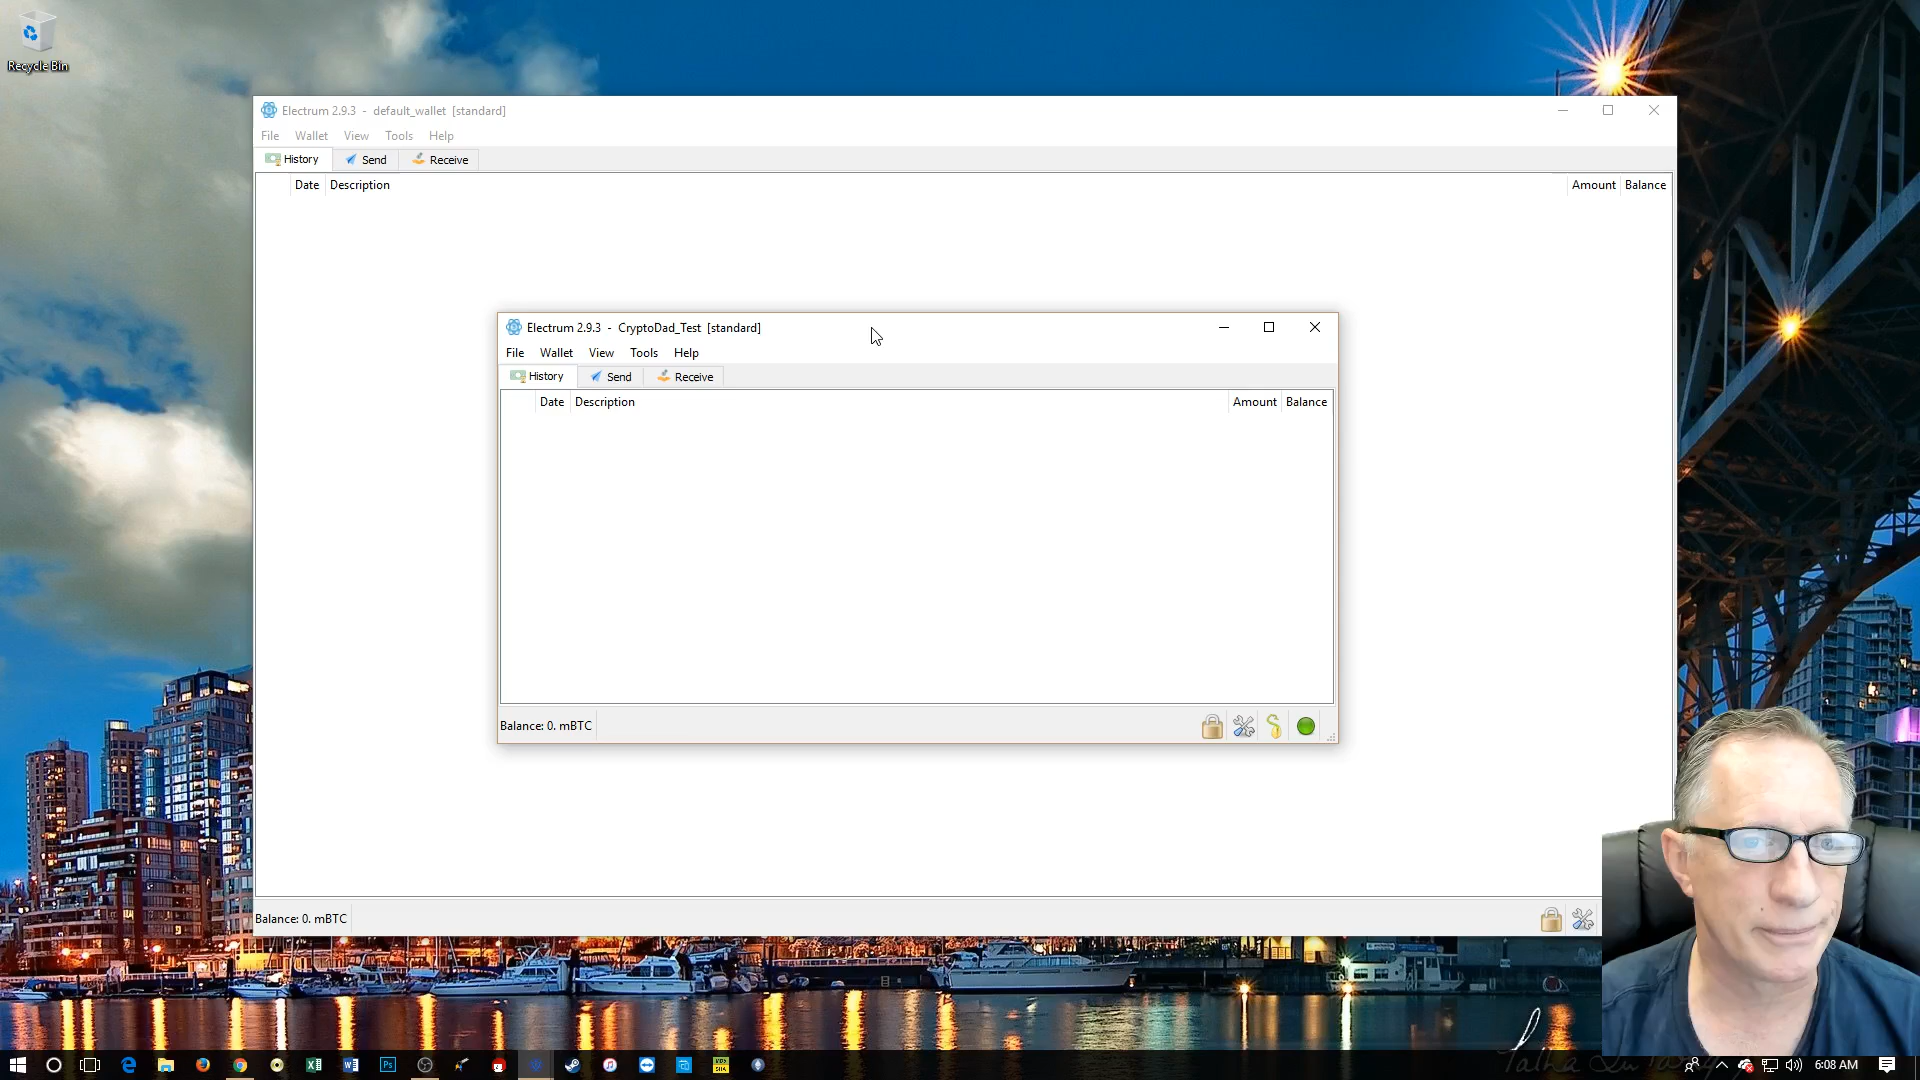 Recycle Bin
Electrum 2.9.3 - default_wallet [standard]
File Wallet View Tools Help
History Send Receive
Date Description Amount Balance
Electrum 2.9.3 - CryptoDad_Test [standard]
File Wallet View Tools Help
History Send Receive
Date Description Amount Balance
Balance: 0. mBTC
Balance: 0. mBTC
6:08 AM